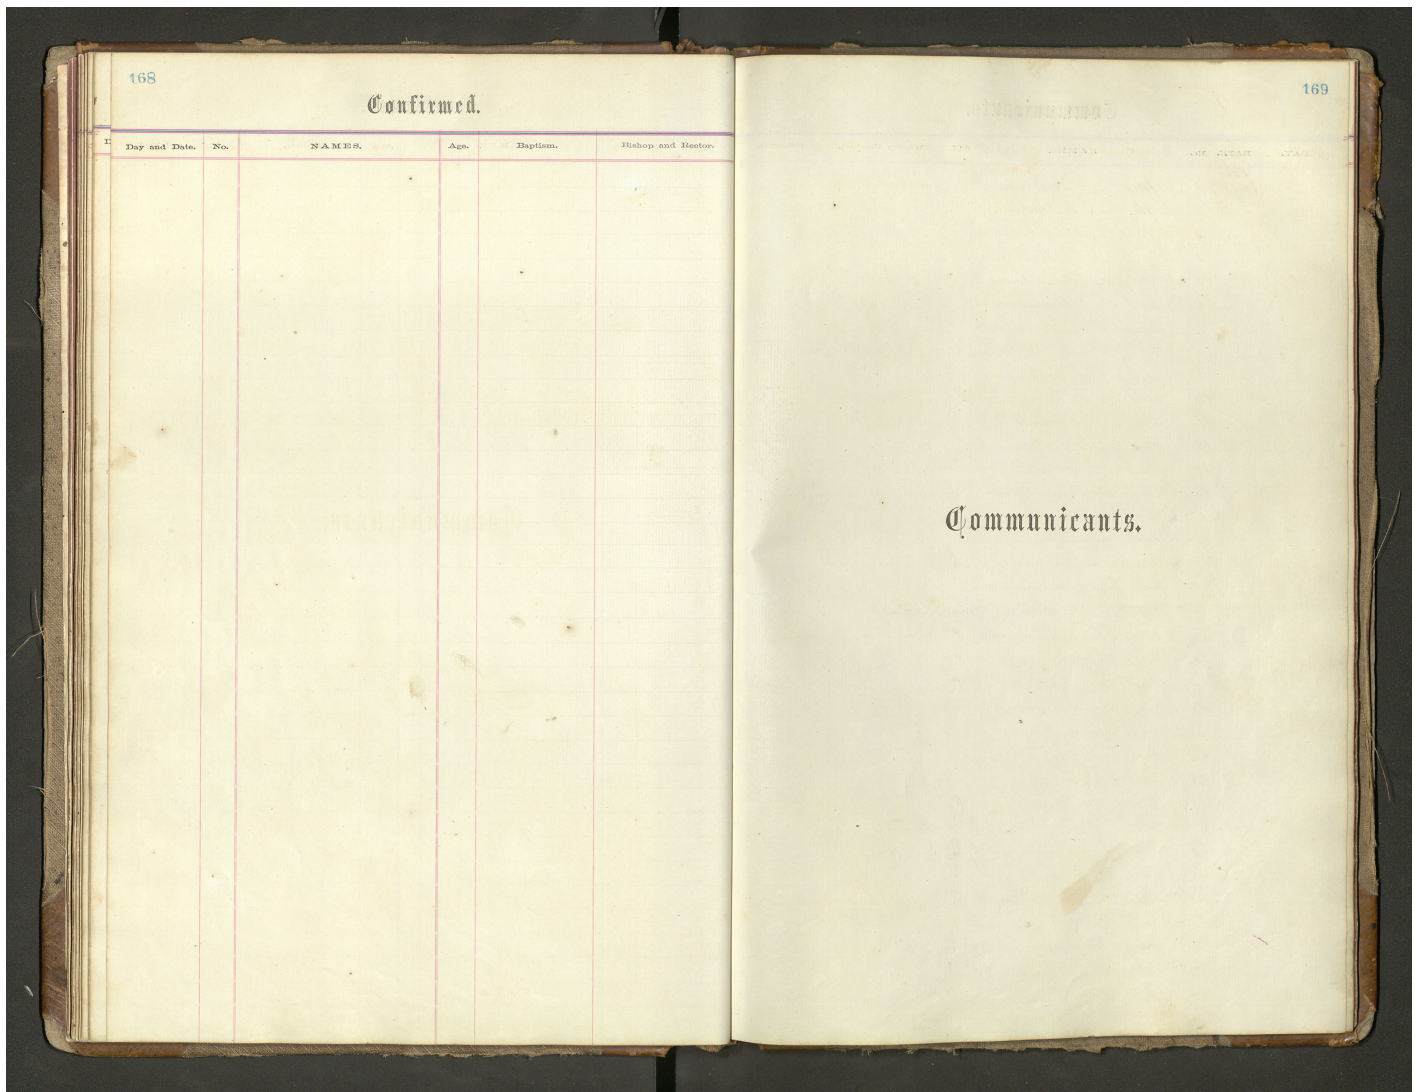 168
Confirmed.
Day and Date. No. NAMES. Age. Baptism. Bishop and Rector.
169
Communicants.